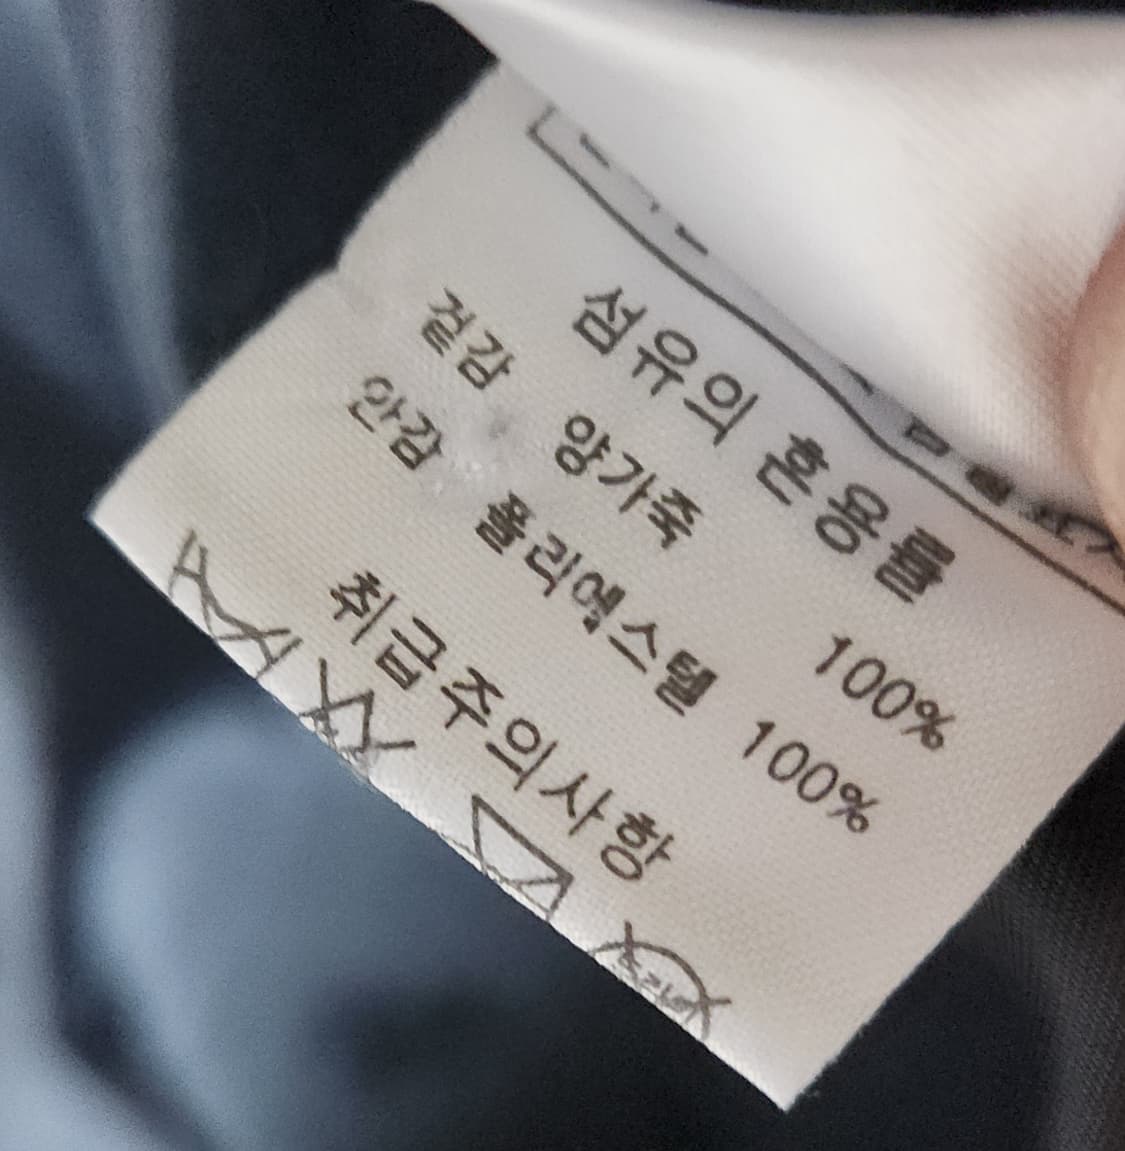 섬유의 혼용률
겉감 양가죽 100%
안감 폴리에스텔 100%
취급주의사항